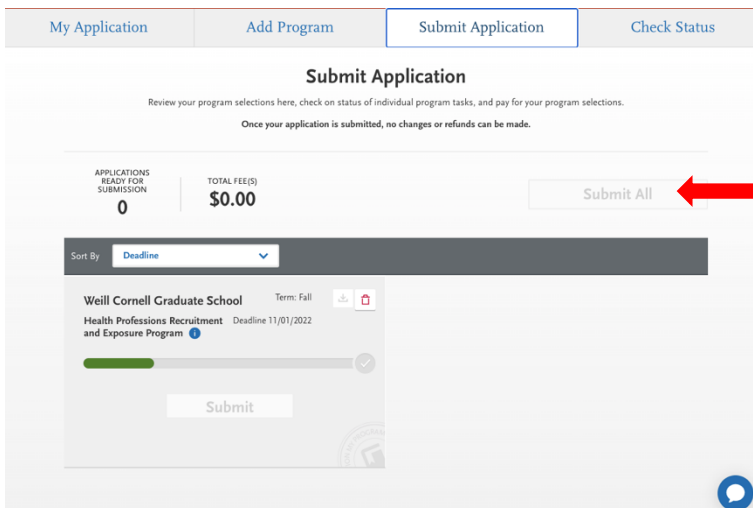 My Application
Add Program
Submit Application
Check Status
Submit Application
Review your program selections here, check on status of individual program tasks, and pay for your program selections.
Once your application is submitted, no changes or refunds can be made.
APPLICATIONS
READY FOR
SUBMISSION
0
TOTAL FEE(S)
$0.00
Submit All
Sort By
Deadline
Weill Cornell Graduate School
Term: Fall
Health Professions Recruitment
and Exposure Program
Deadline 11/01/2022
Submit